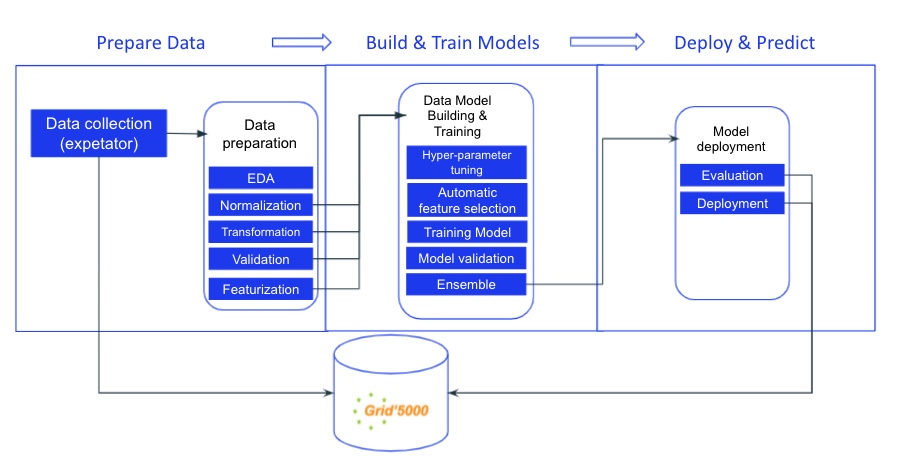 Prepare Data
Build & Train Models
Deploy & Predict
Data collection
(expetator)
Data
preparation
EDA
Normalization
Transformation
Validation
Featurization
Data Model
Building &
Training
Hyper-parameter
tuning
Automatic
feature selection
Training Model
Model validation
Ensemble
Model
deployment
Evaluation
Deployment
Grid'5000